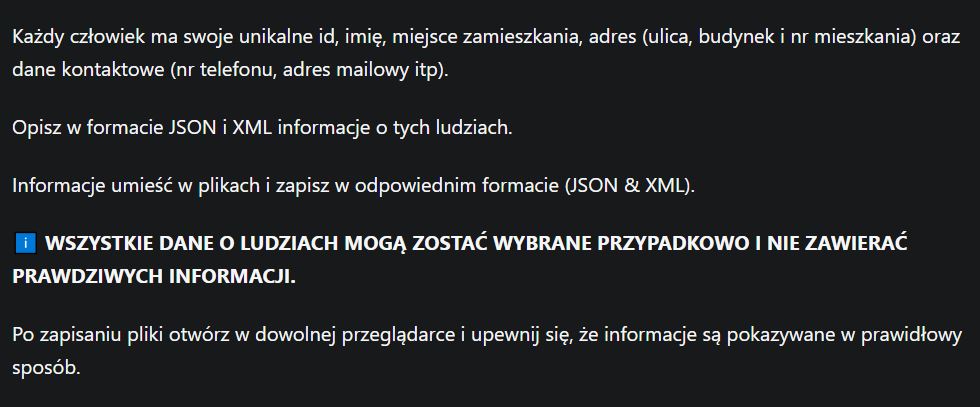 Każdy człowiek ma swoje unikalne id, imię, miejsce zamieszkania, adres (ulica, budynek i nr mieszkania) oraz
dane kontaktowe (nr telefonu, adres mailowy itp).
Opisz w formacie JSON i XML informacje o tych ludziach.
Informacje umieść w plikach i zapisz w odpowiednim formacie (JSON & XML).
ℹ️ WSZYSTKIE DANE O LUDZIACH MOGĄ ZOSTAĆ WYBRANE PRZYPADKOWO I NIE ZAWIERAĆ
PRAWDZIWYCH INFORMACJI.
Po zapisaniu pliki otwórz w dowolnej przeglądarce i upewnij się, że informacje są pokazywane w prawidłowy
sposób.